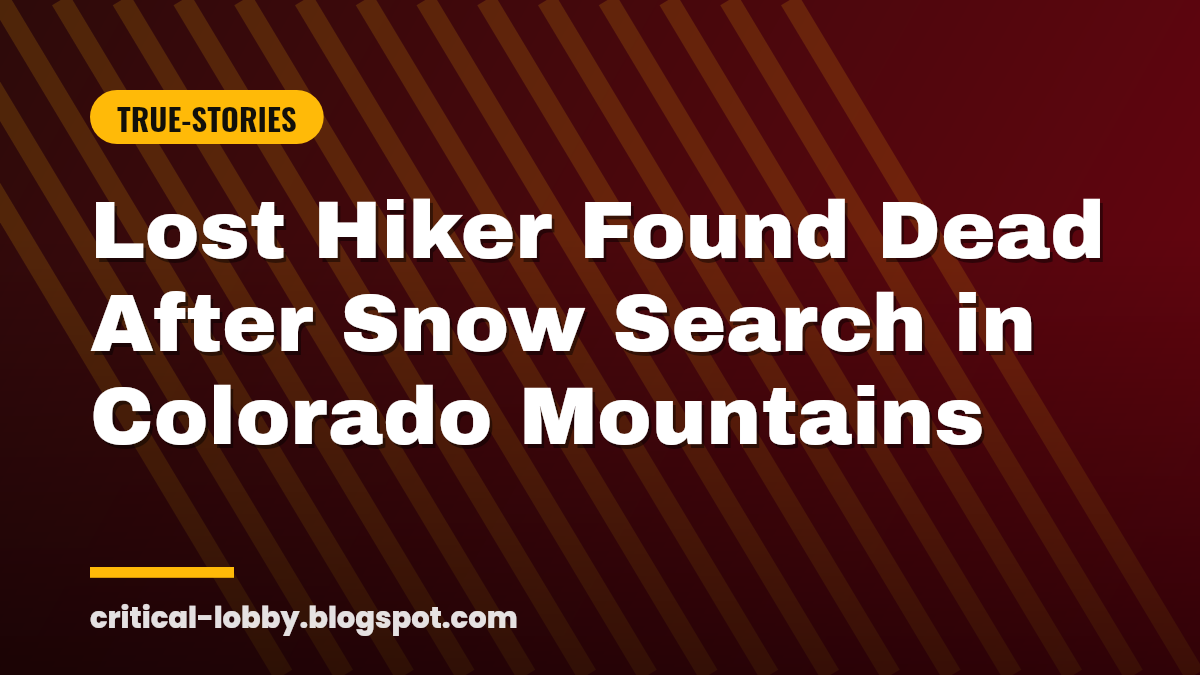 TRUE-STORIES
Lost Hiker Found Dead
After Snow Search in
Colorado Mountains
critical-lobby.blogspot.com